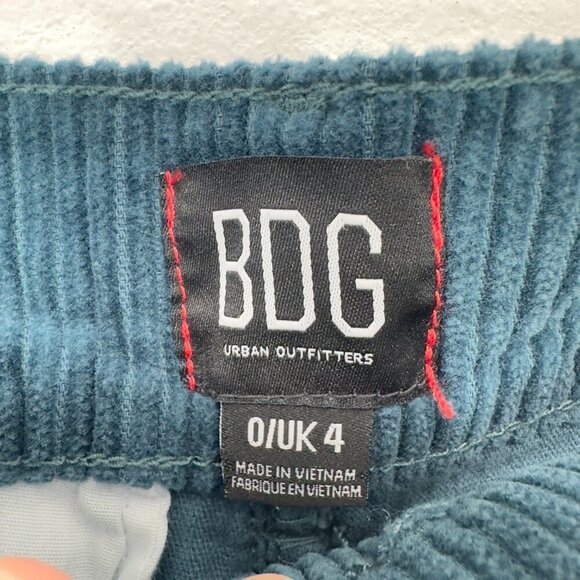 BDG
URBAN OUTFITTERS
0/UK 4
MADE IN VIETNAM
FABRIQUE EN VIETNAM